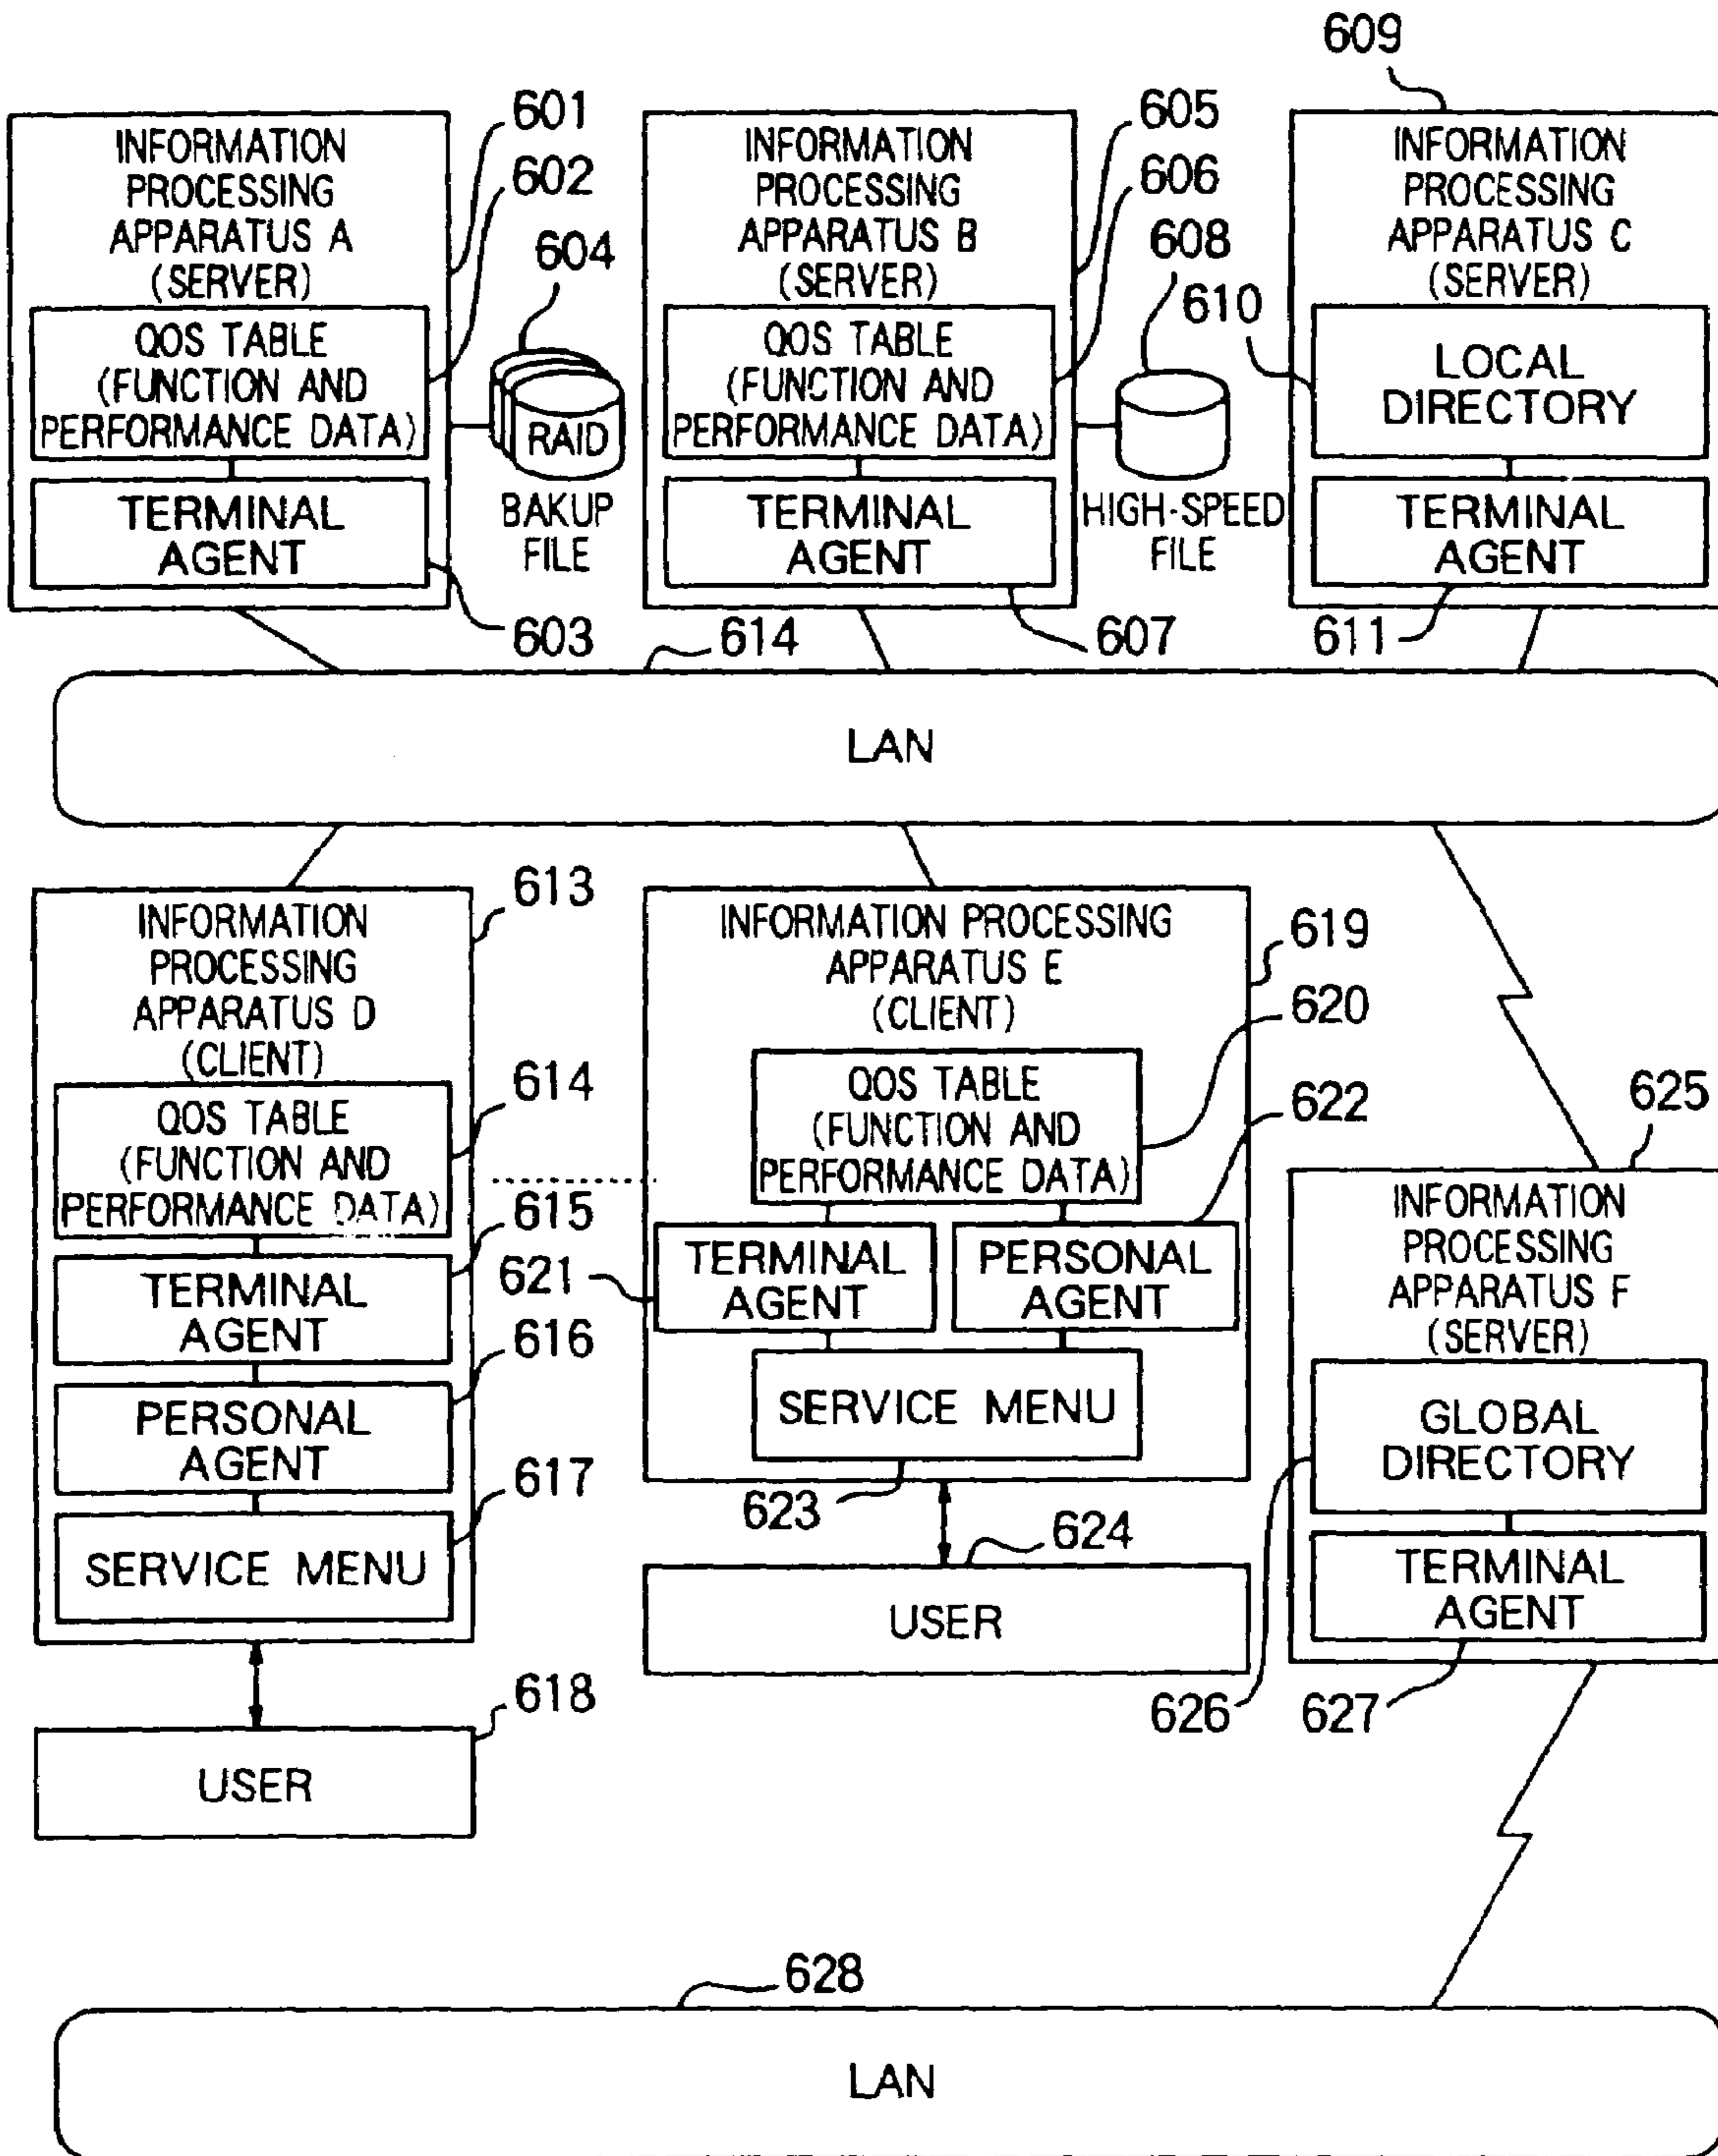 609
INFORMATION
PROCESSING
APPARATUS A
(SERVER)
QOS TABLE
(FUNCTION AND
PERFORMANCE DATA)
TERMINAL
AGENT
601
602
604
RAID
BAKUP
FILE
603
INFORMATION
PROCESSING
APPARATUS B
(SERVER)
QOS TABLE
(FUNCTION AND
PERFORMANCE DATA)
TERMINAL
AGENT
605
606
608
HIGH-SPEED
FILE
607
INFORMATION
PROCESSING
APPARATUS C
(SERVER)
610
LOCAL
DIRECTORY
TERMINAL
AGENT
611
614
LAN
INFORMATION
PROCESSING
APPARATUS D
(CLIENT)
QOS TABLE
(FUNCTION AND
PERFORMANCE DATA)
TERMINAL
AGENT
PERSONAL
AGENT
SERVICE MENU
613
614
615
616
617
618
USER
INFORMATION PROCESSING
APPARATUS E
(CLIENT)
QOS TABLE
(FUNCTION AND
PERFORMANCE DATA)
TERMINAL
AGENT
PERSONAL
AGENT
SERVICE MENU
619
620
622
621
623
624
USER
625
INFORMATION
PROCESSING
APPARATUS F
(SERVER)
GLOBAL
DIRECTORY
TERMINAL
AGENT
626
627
628
LAN